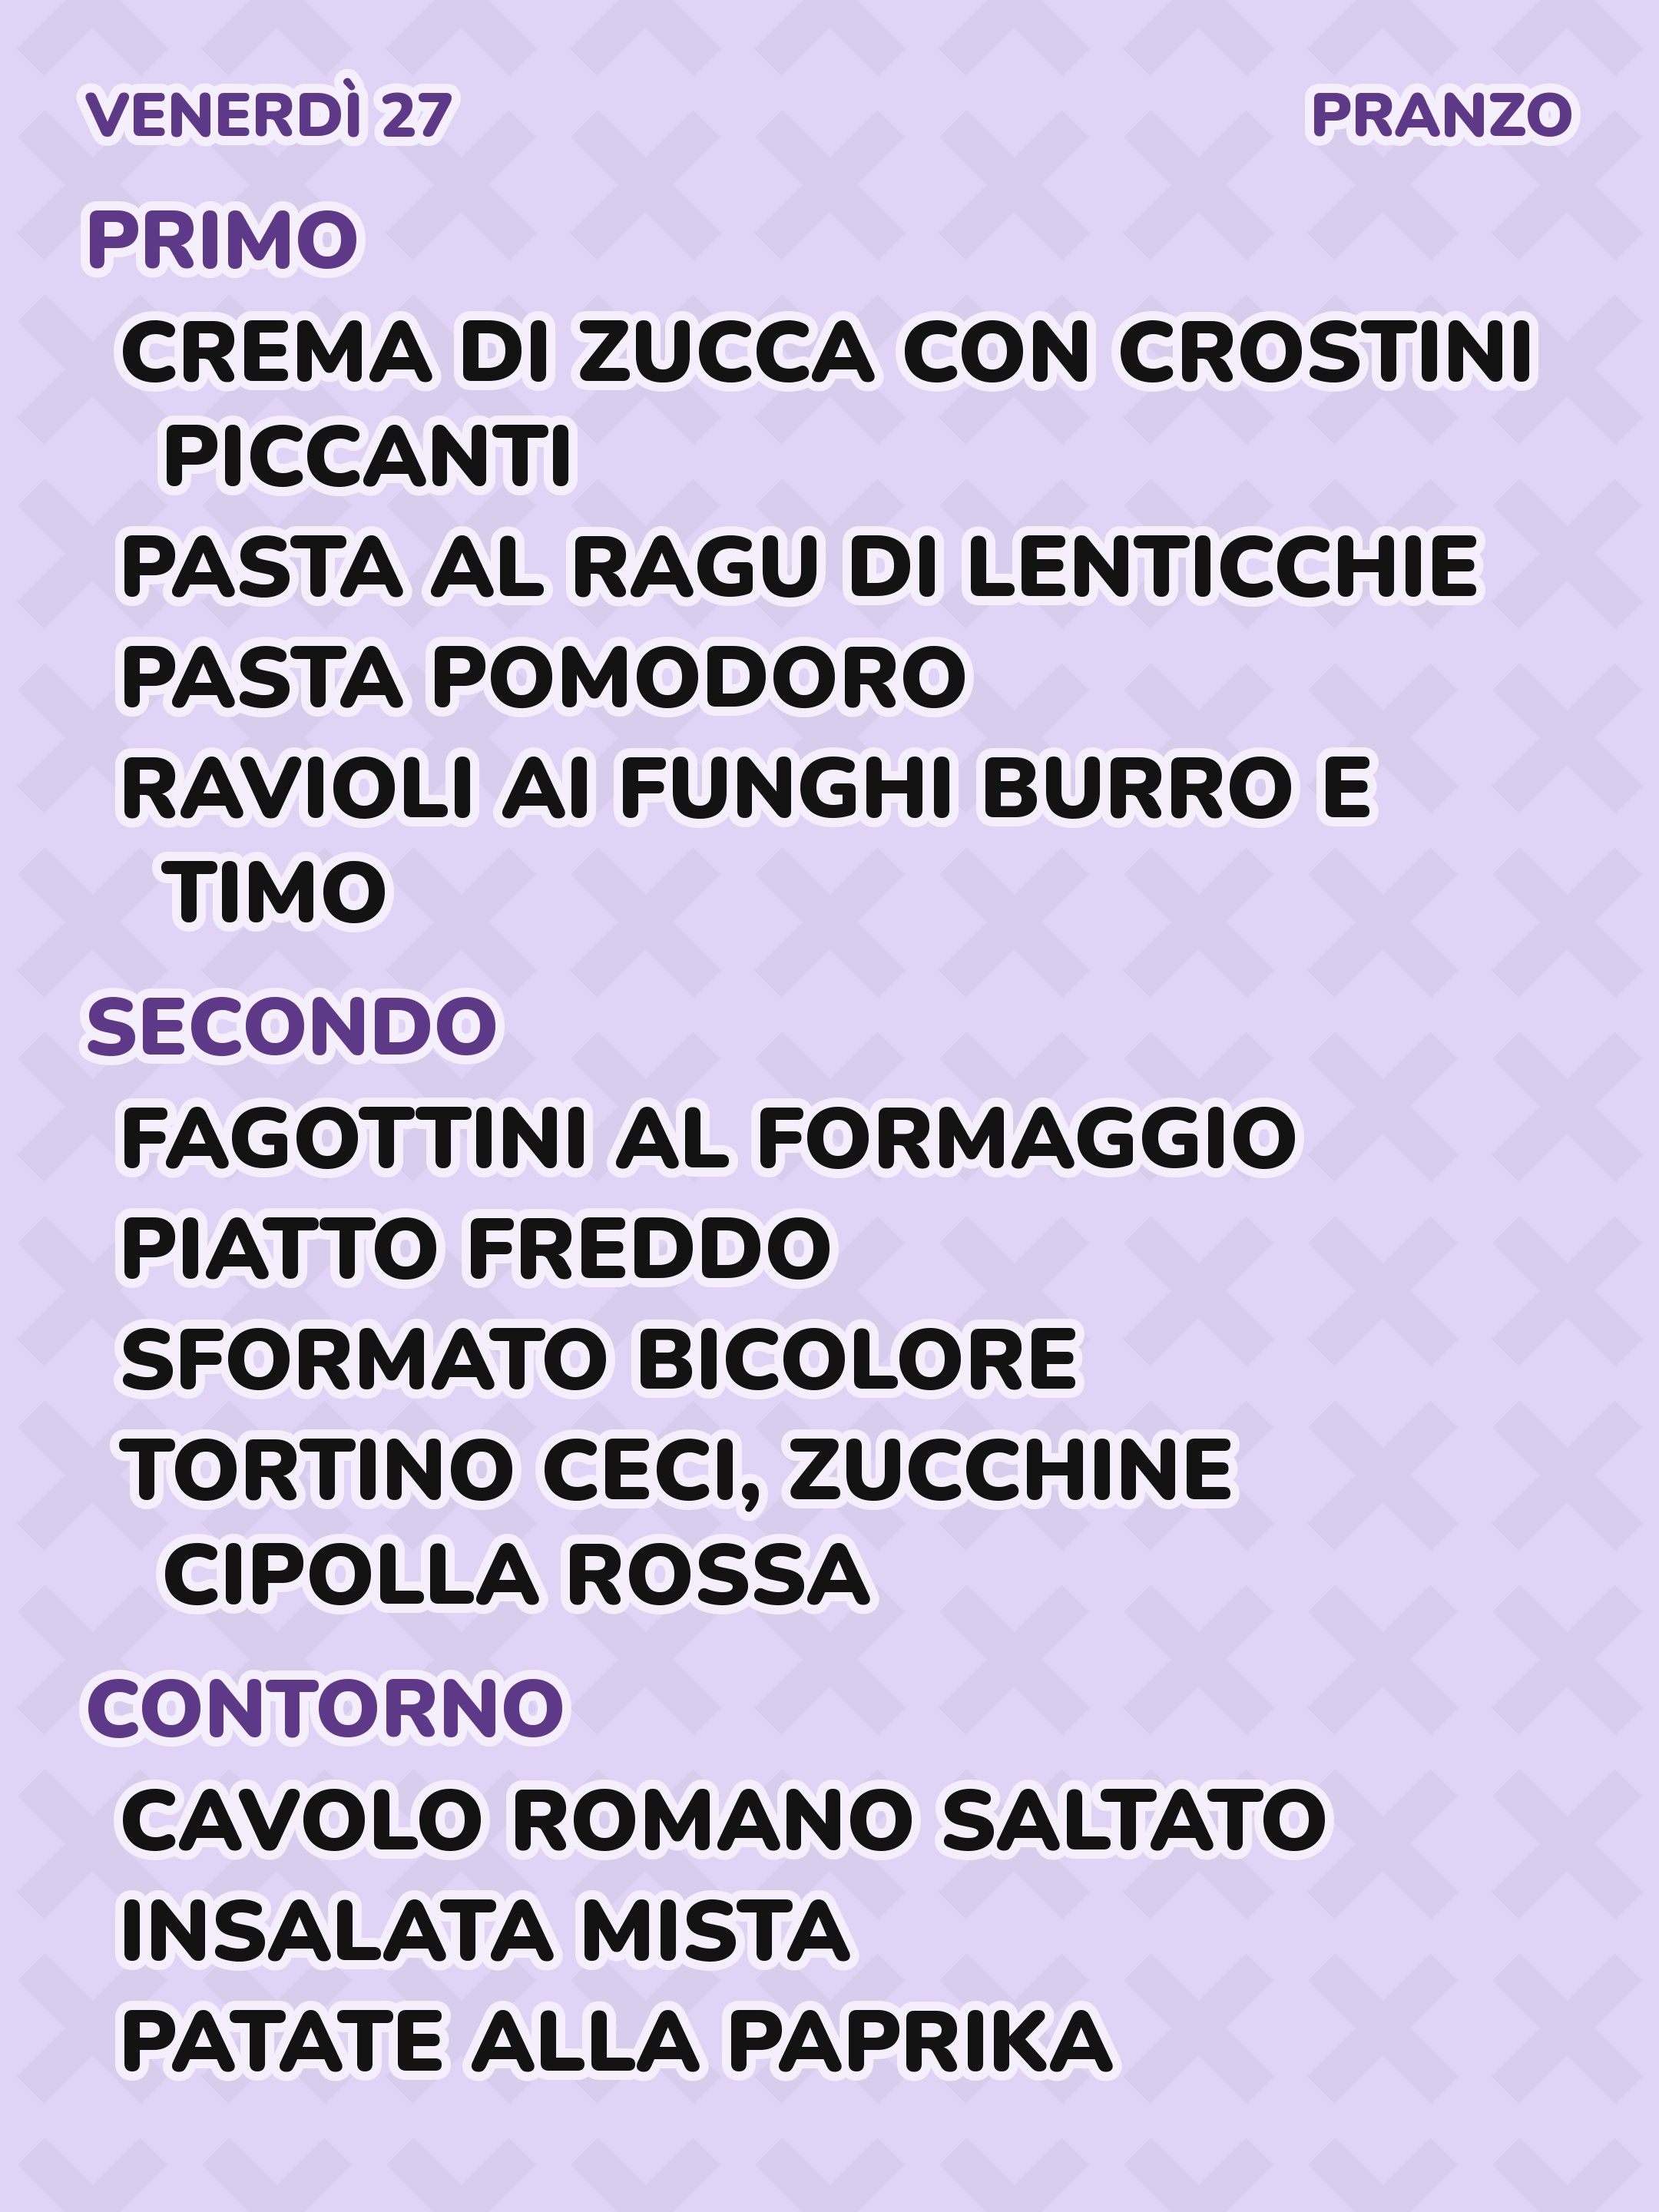 VENERDÌ 27 PRANZO
PRIMO
CREMA DI ZUCCA CON CROSTINI
PICCANTI
PASTA AL RAGU DI LENTICCHIE
PASTA POMODORO
RAVIOLI AI FUNGHI BURRO E
TIMO
SECONDO
FAGOTTINI AL FORMAGGIO
PIATTO FREDDO
SFORMATO BICOLORE
TORTINO CECI, ZUCCHINE
CIPOLLA ROSSA
CONTORNO
CAVOLO ROMANO SALTATO
INSALATA MISTA
PATATE ALLA PAPRIKA